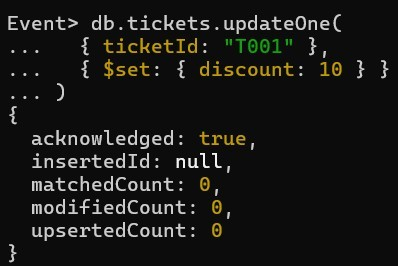 Event> db.tickets.updateOne(
...   { ticketId: "T001" },
...   { $set: { discount: 10 } }
... )
{
  acknowledged: true,
  insertedId: null,
  matchedCount: 0,
  modifiedCount: 0,
  upsertedCount: 0
}